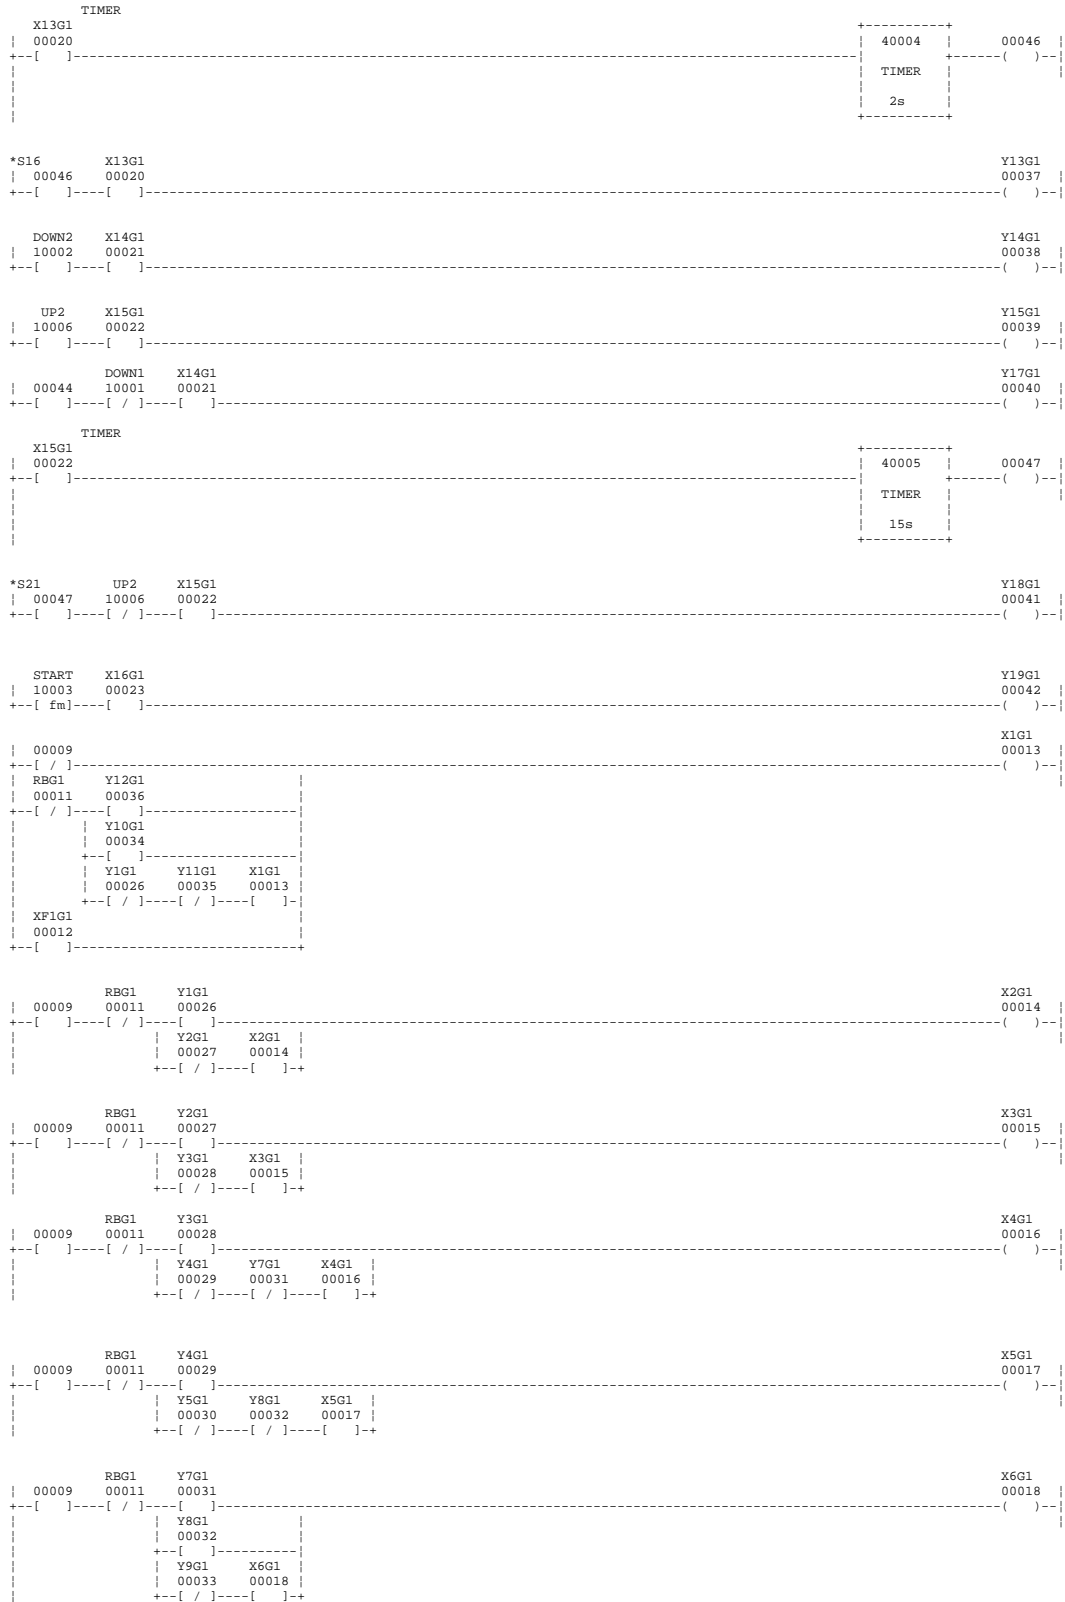 TIMER
X13G1
00020 40004 00046
[ ] ( )
TIMER
2s
*S16 X13G1 Y13G1
00046 00020 00037
[ ] [ ] ( )
DOWN2 X14G1 Y14G1
10002 00021 00038
[ ] [ ] ( )
UP2 X15G1 Y15G1
10006 00022 00039
[ ] [ ] ( )
DOWN1 X14G1 Y17G1
00044 10001 00021 00040
[ ] [ / ] [ ] ( )
TIMER
X15G1
00022 40005 00047
[ ] ( )
TIMER
15s
*S21 UP2 X15G1 Y18G1
00047 10006 00022 00041
[ ] [ / ] [ ] ( )
START X16G1 Y19G1
10003 00023 00042
[ fm] [ ] ( )
X1G1
00009 00013
[ / ] ( )
RBG1 Y12G1
00011 00036
[ / ] [ ]
Y10G1
00034
[ ]
Y1G1 Y11G1 X1G1
00026 00035 00013
[ / ] [ / ] [ ]
XF1G1
00012
[ ]
RBG1 Y1G1 X2G1
00009 00011 00026 00014
[ ] [ / ] [ ] ( )
Y2G1 X2G1
00027 00014
[ / ] [ ]
RBG1 Y2G1 X3G1
00009 00011 00027 00015
[ ] [ / ] [ ] ( )
Y3G1 X3G1
00028 00015
[ / ] [ ]
RBG1 Y3G1 X4G1
00009 00011 00028 00016
[ ] [ / ] [ ] ( )
Y4G1 Y7G1 X4G1
00029 00031 00016
[ / ] [ / ] [ ]
RBG1 Y4G1 X5G1
00009 00011 00029 00017
[ ] [ / ] [ ] ( )
Y5G1 Y8G1 X5G1
00030 00032 00017
[ / ] [ / ] [ ]
RBG1 Y7G1 X6G1
00009 00011 00031 00018
[ ] [ / ] [ ] ( )
Y8G1
00032
[ ]
Y9G1 X6G1
00033 00018
[ / ] [ ]